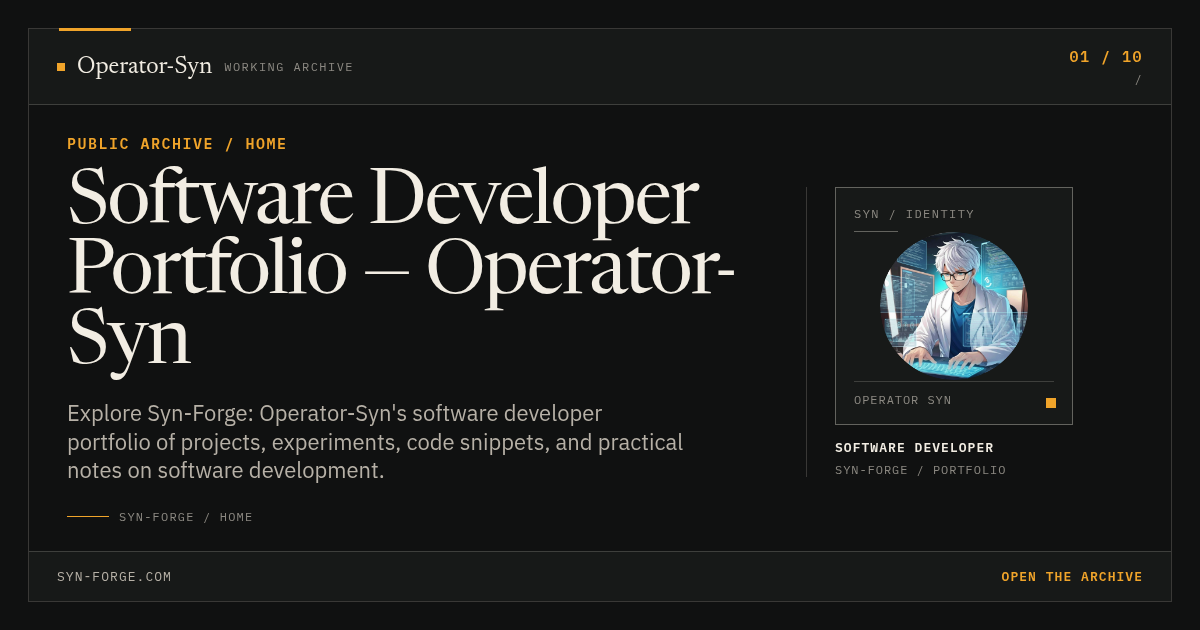 Operator-Syn WORKING ARCHIVE
01 / 10
/
PUBLIC ARCHIVE / HOME
Software Developer
Portfolio — Operator-
Syn
Explore Syn-Forge: Operator-Syn's software developer
portfolio of projects, experiments, code snippets, and practical
notes on software development.
SYN-FORGE / HOME
SYN / IDENTITY
OPERATOR SYN
SOFTWARE DEVELOPER
SYN-FORGE / PORTFOLIO
SYN-FORGE.COM
OPEN THE ARCHIVE